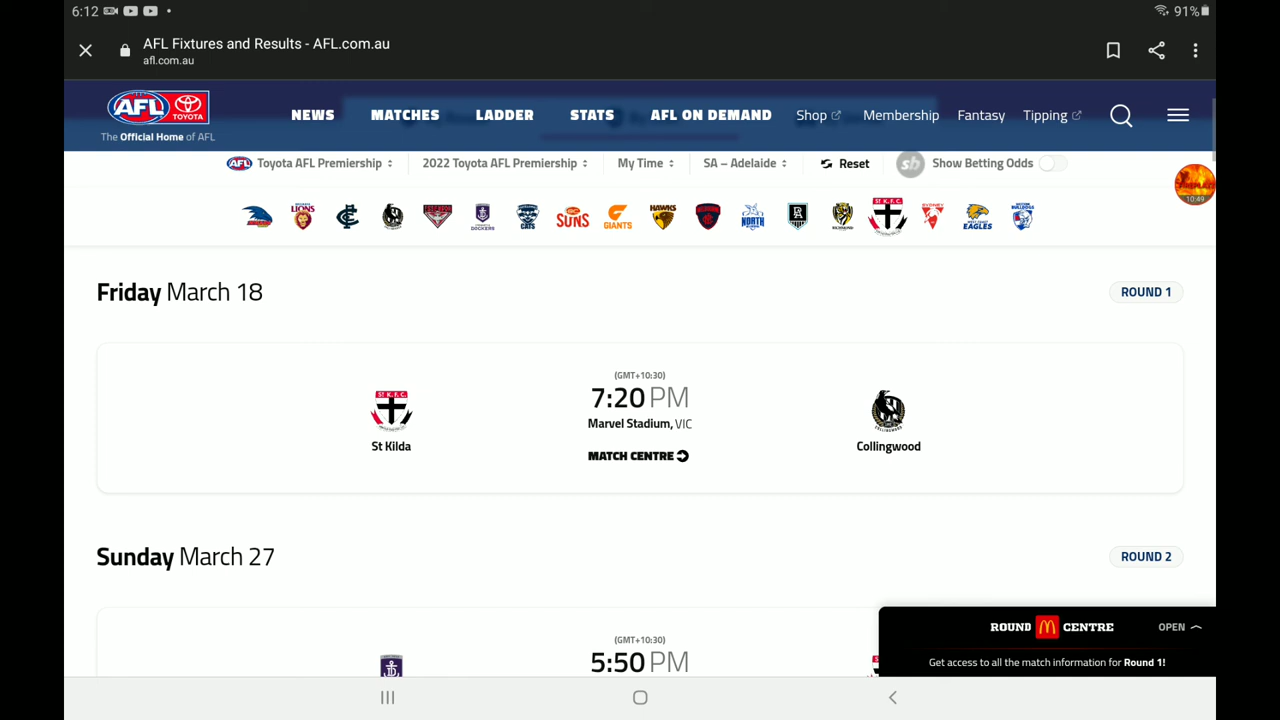 6:12
91%
AFL Fixtures and Results - AFL.com.au
afl.com.au
AFL TOYOTA
The Official Home of AFL
NEWS MATCHES LADDER STATS AFL ON DEMAND Shop Membership Fantasy Tipping
AFL Toyota AFL Premiership 2022 Toyota AFL Premiership My Time SA – Adelaide Reset sb Show Betting Odds
10:49
Friday March 18
ROUND 1
(GMT+10:30)
7:20 PM
Marvel Stadium, VIC
MATCH CENTRE
St Kilda
Collingwood
Sunday March 27
ROUND 2
(GMT+10:30)
5:50 PM
ROUND CENTRE OPEN
Get access to all the match information for Round 1!